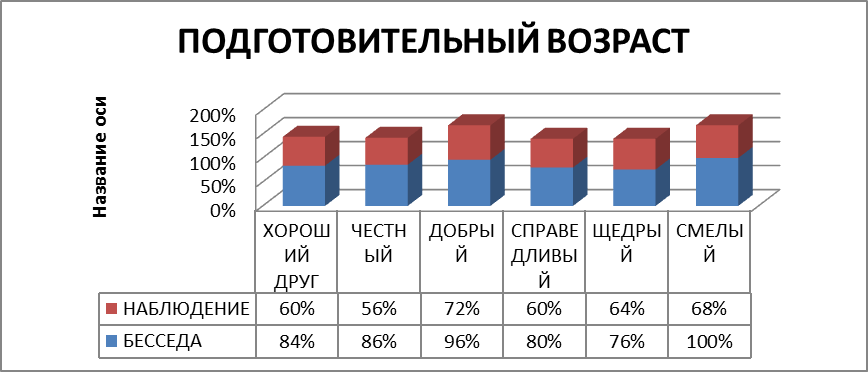 ПОДГОТОВИТЕЛЬНЫЙ ВОЗРАСТ
Название оси
200%
150%
100%
50%
0%
ХОРОШ ЧЕСТН ДОБРЫ СПРАВЕ ЩЕДРЫ СМЕЛЫ
ИЙ ЫЙ Й ДЛИВЫ Й Й
ДРУГ Й
НАБЛЮДЕНИЕ 60% 56% 72% 60% 64% 68%
БЕССЕДА 84% 86% 96% 80% 76% 100%